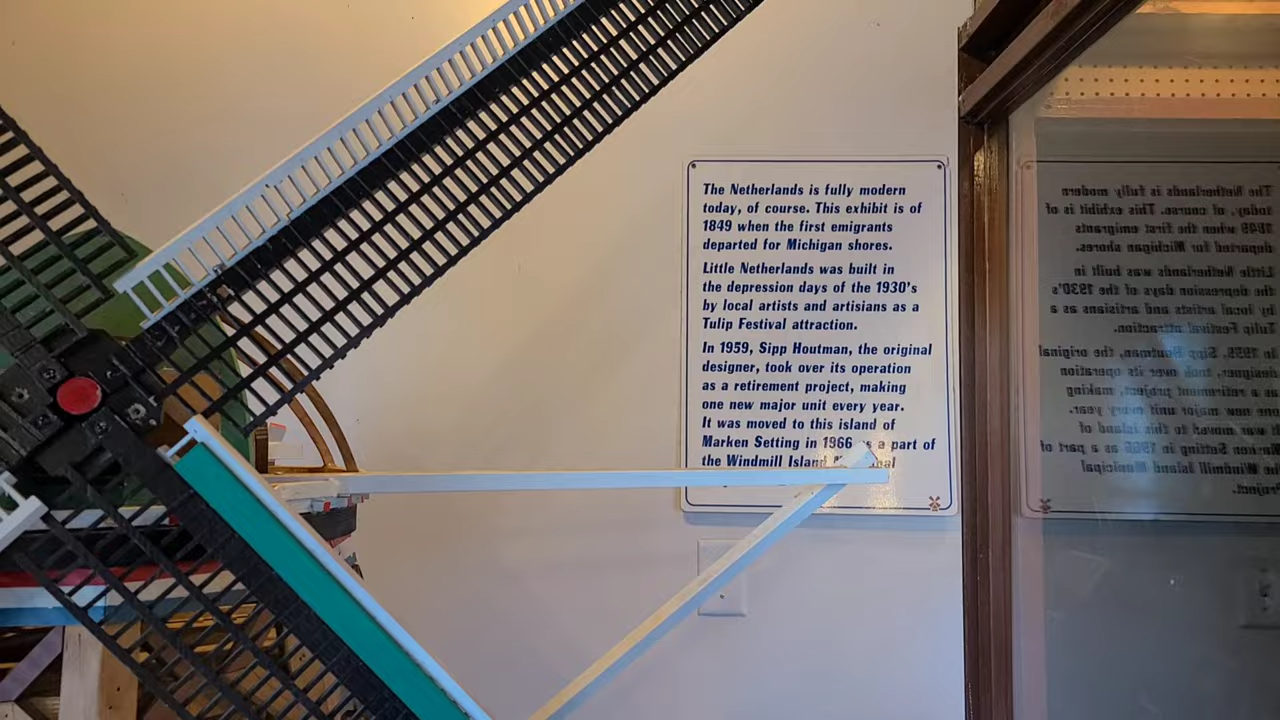 The Netherlands is fully modern
today, of course. This exhibit is of
1849 when the first emigrants
departed for Michigan shores.
Little Netherlands was built in
the depression days of the 1930's
by local artists and artisians as a
Tulip Festival attraction.
In 1959, Sipp Houtman, the original
designer, took over its operation
as a retirement project, making
one new major unit every year.
It was moved to this island of
Marken Setting in 1966 as a part of
the Windmill Island Municipal
Project.